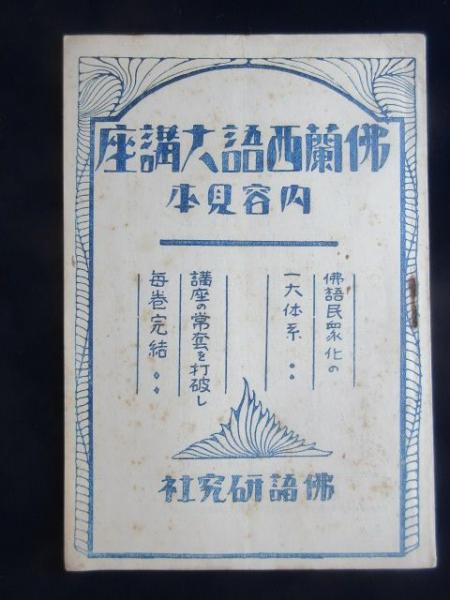 佛蘭西語大講座
内容見本
佛語民衆化の
一大体系‥
講座の常套を打破し
毎巻完結‥
佛語研究社